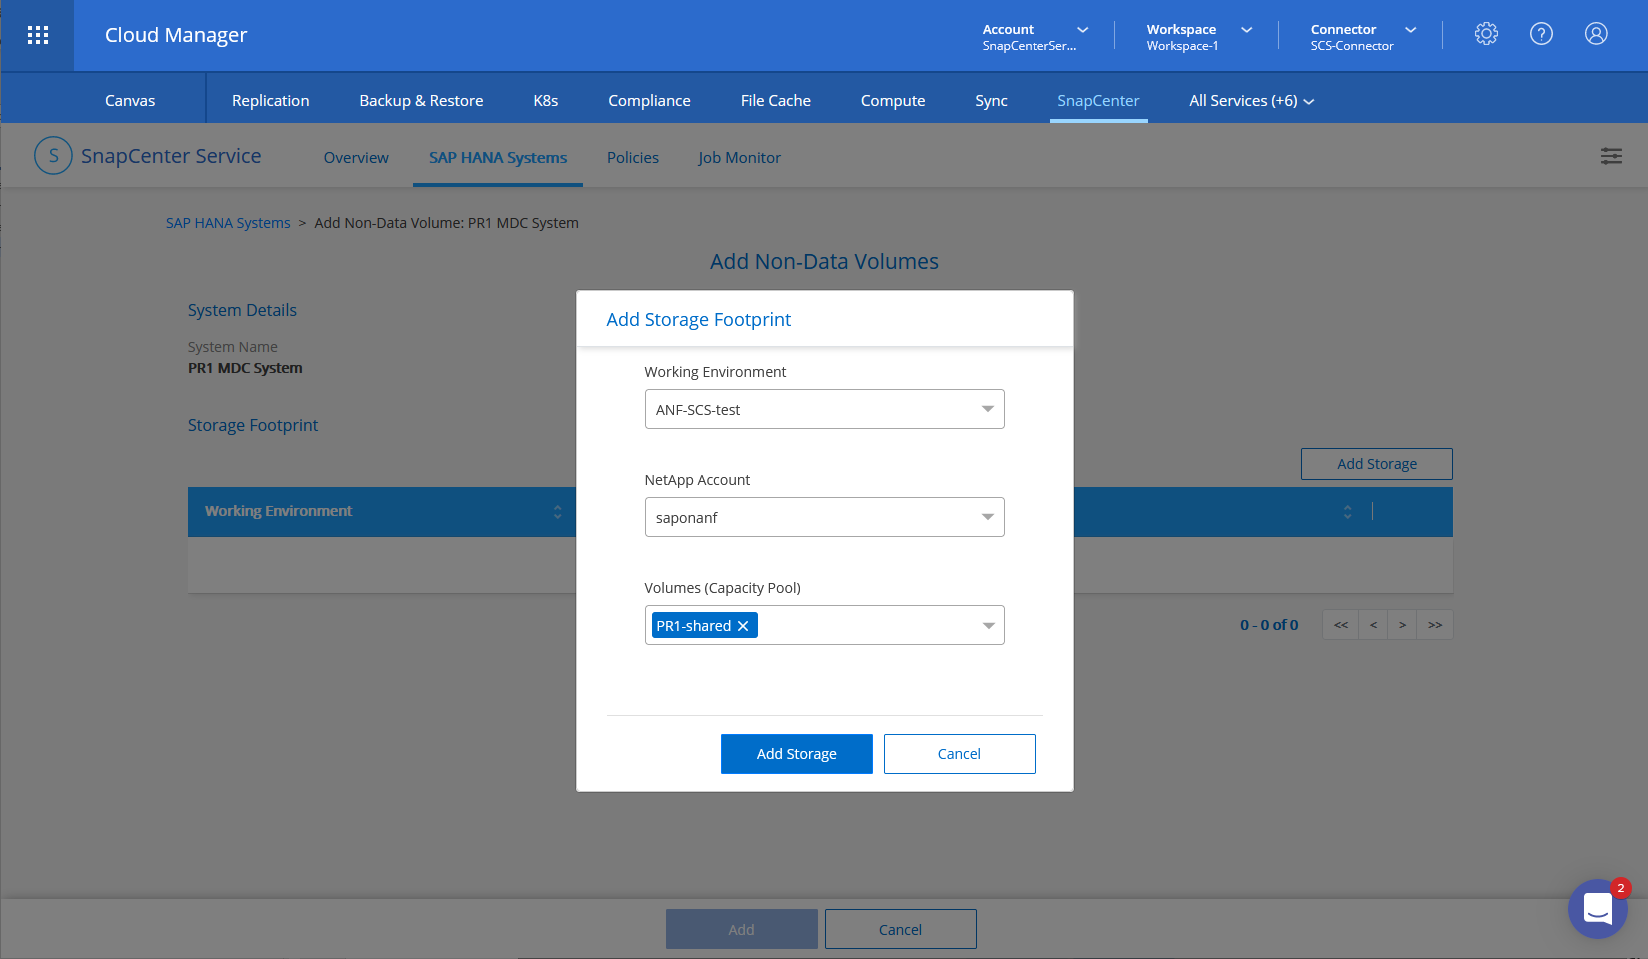 Cloud Manager
Account
SnapCenterSer...
Workspace
Workspace-1
Connector
SCS-Connector
?
Canvas Replication Backup & Restore K8s Compliance File Cache Compute Sync SnapCenter All Services (+6)
S SnapCenter Service Overview SAP HANA Systems Policies Job Monitor
SAP HANA Systems > Add Non-Data Volume: PR1 MDC System
Add Non-Data Volumes
System Details
System Name
PR1 MDC System
Storage Footprint
Add Storage
Working Environment
0 - 0 of 0 << < > >>
Add Storage Footprint
Working Environment
ANF-SCS-test
NetApp Account
saponanf
Volumes (Capacity Pool)
PR1-shared
Add Storage Cancel
Add Cancel
2